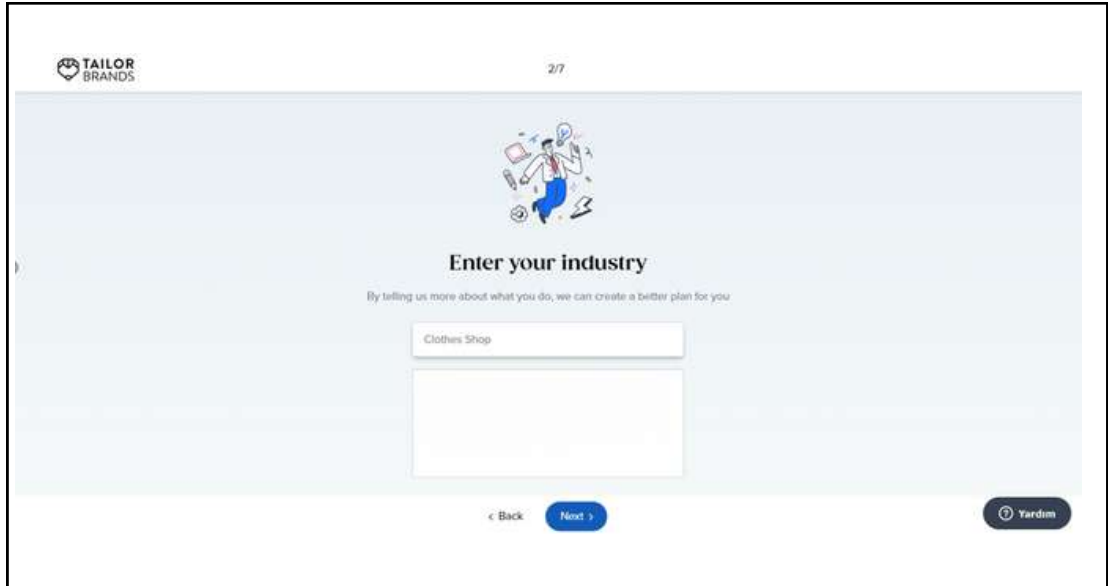 TAILOR
BRANDS
2/7
Enter your industry
By telling us more about what you do, we can create a better plan for you
Clothes Shop
< Back
Next >
? Yardım